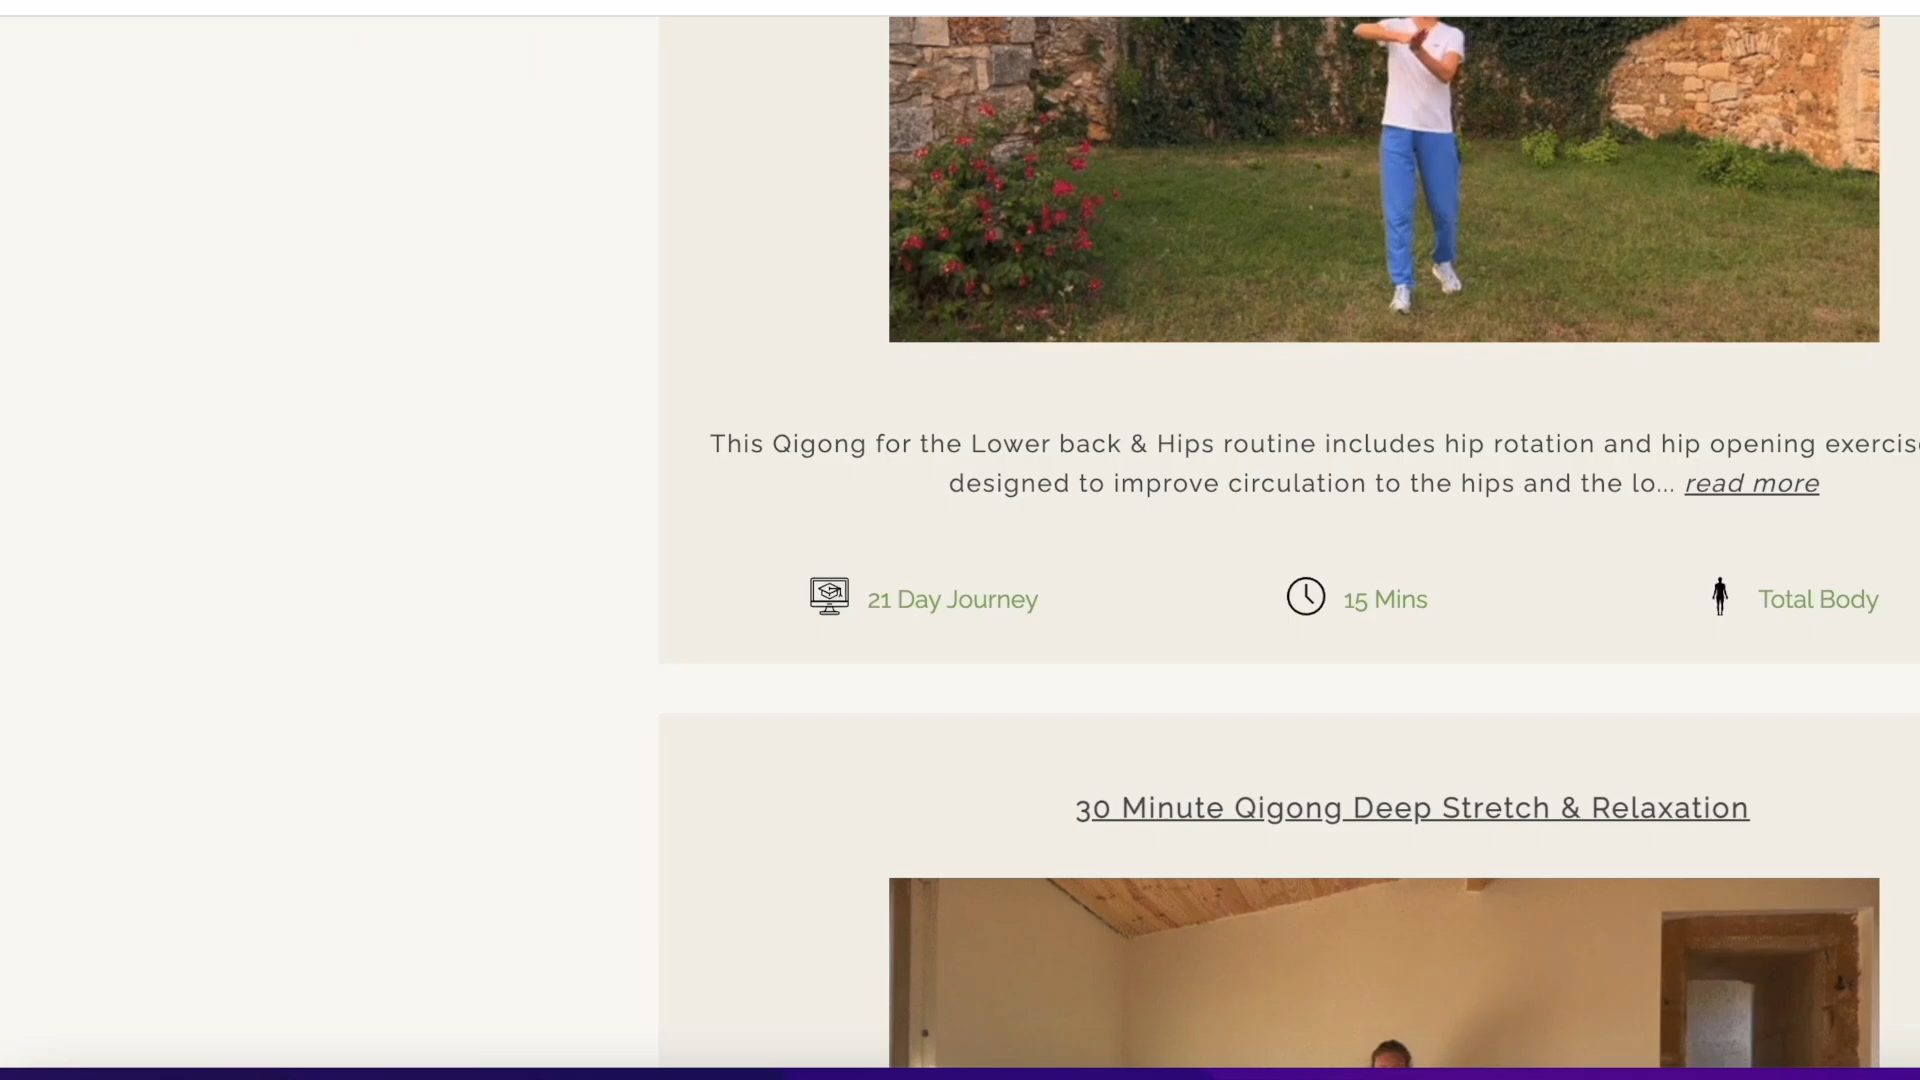 This Qigong for the Lower back & Hips routine includes hip rotation and hip opening
designed to improve circulation to the hips and the lo... read more
21 Day Journey
15 Mins
Total Body
30 Minute Qigong Deep Stretch & Relaxation